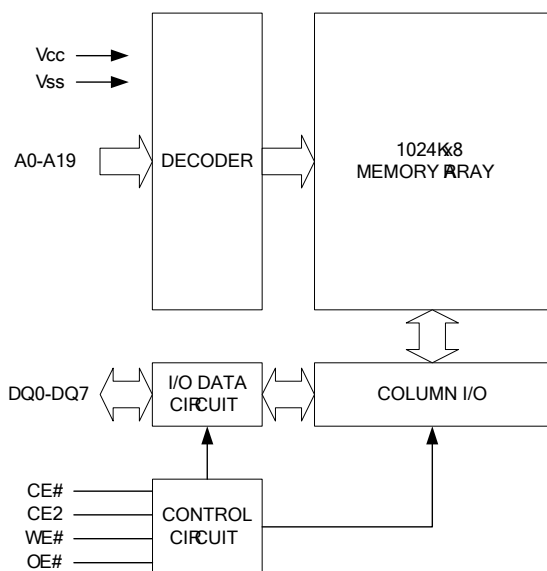 Vcc
Vss
A0-A19
DECODER
1024Kx8
MEMORY ARRAY
DQ0-DQ7
I/O DATA
CIRCUIT
COLUMN I/O
CE#
CE2
WE#
OE#
CONTROL
CIRCUIT